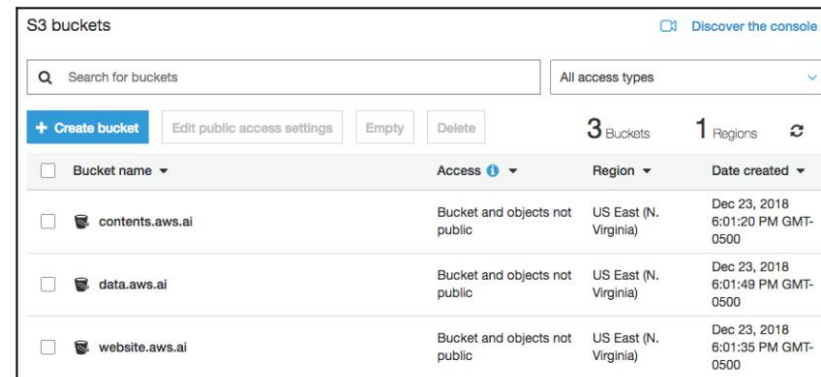 S3 buckets
Discover the console
Search for buckets
All access types
+ Create bucket
Edit public access settings
Empty
Delete
3 Buckets
1 Regions
Bucket name
Access
Region
Date created
contents.aws.ai
Bucket and objects not
public
US East (N.
Virginia)
Dec 23, 2018
6:01:20 PM GMT-
0500
data.aws.ai
Bucket and objects not
public
US East (N.
Virginia)
Dec 23, 2018
6:01:49 PM GMT-
0500
website.aws.ai
Bucket and objects not
public
US East (N.
Virginia)
Dec 23, 2018
6:01:35 PM GMT-
0500